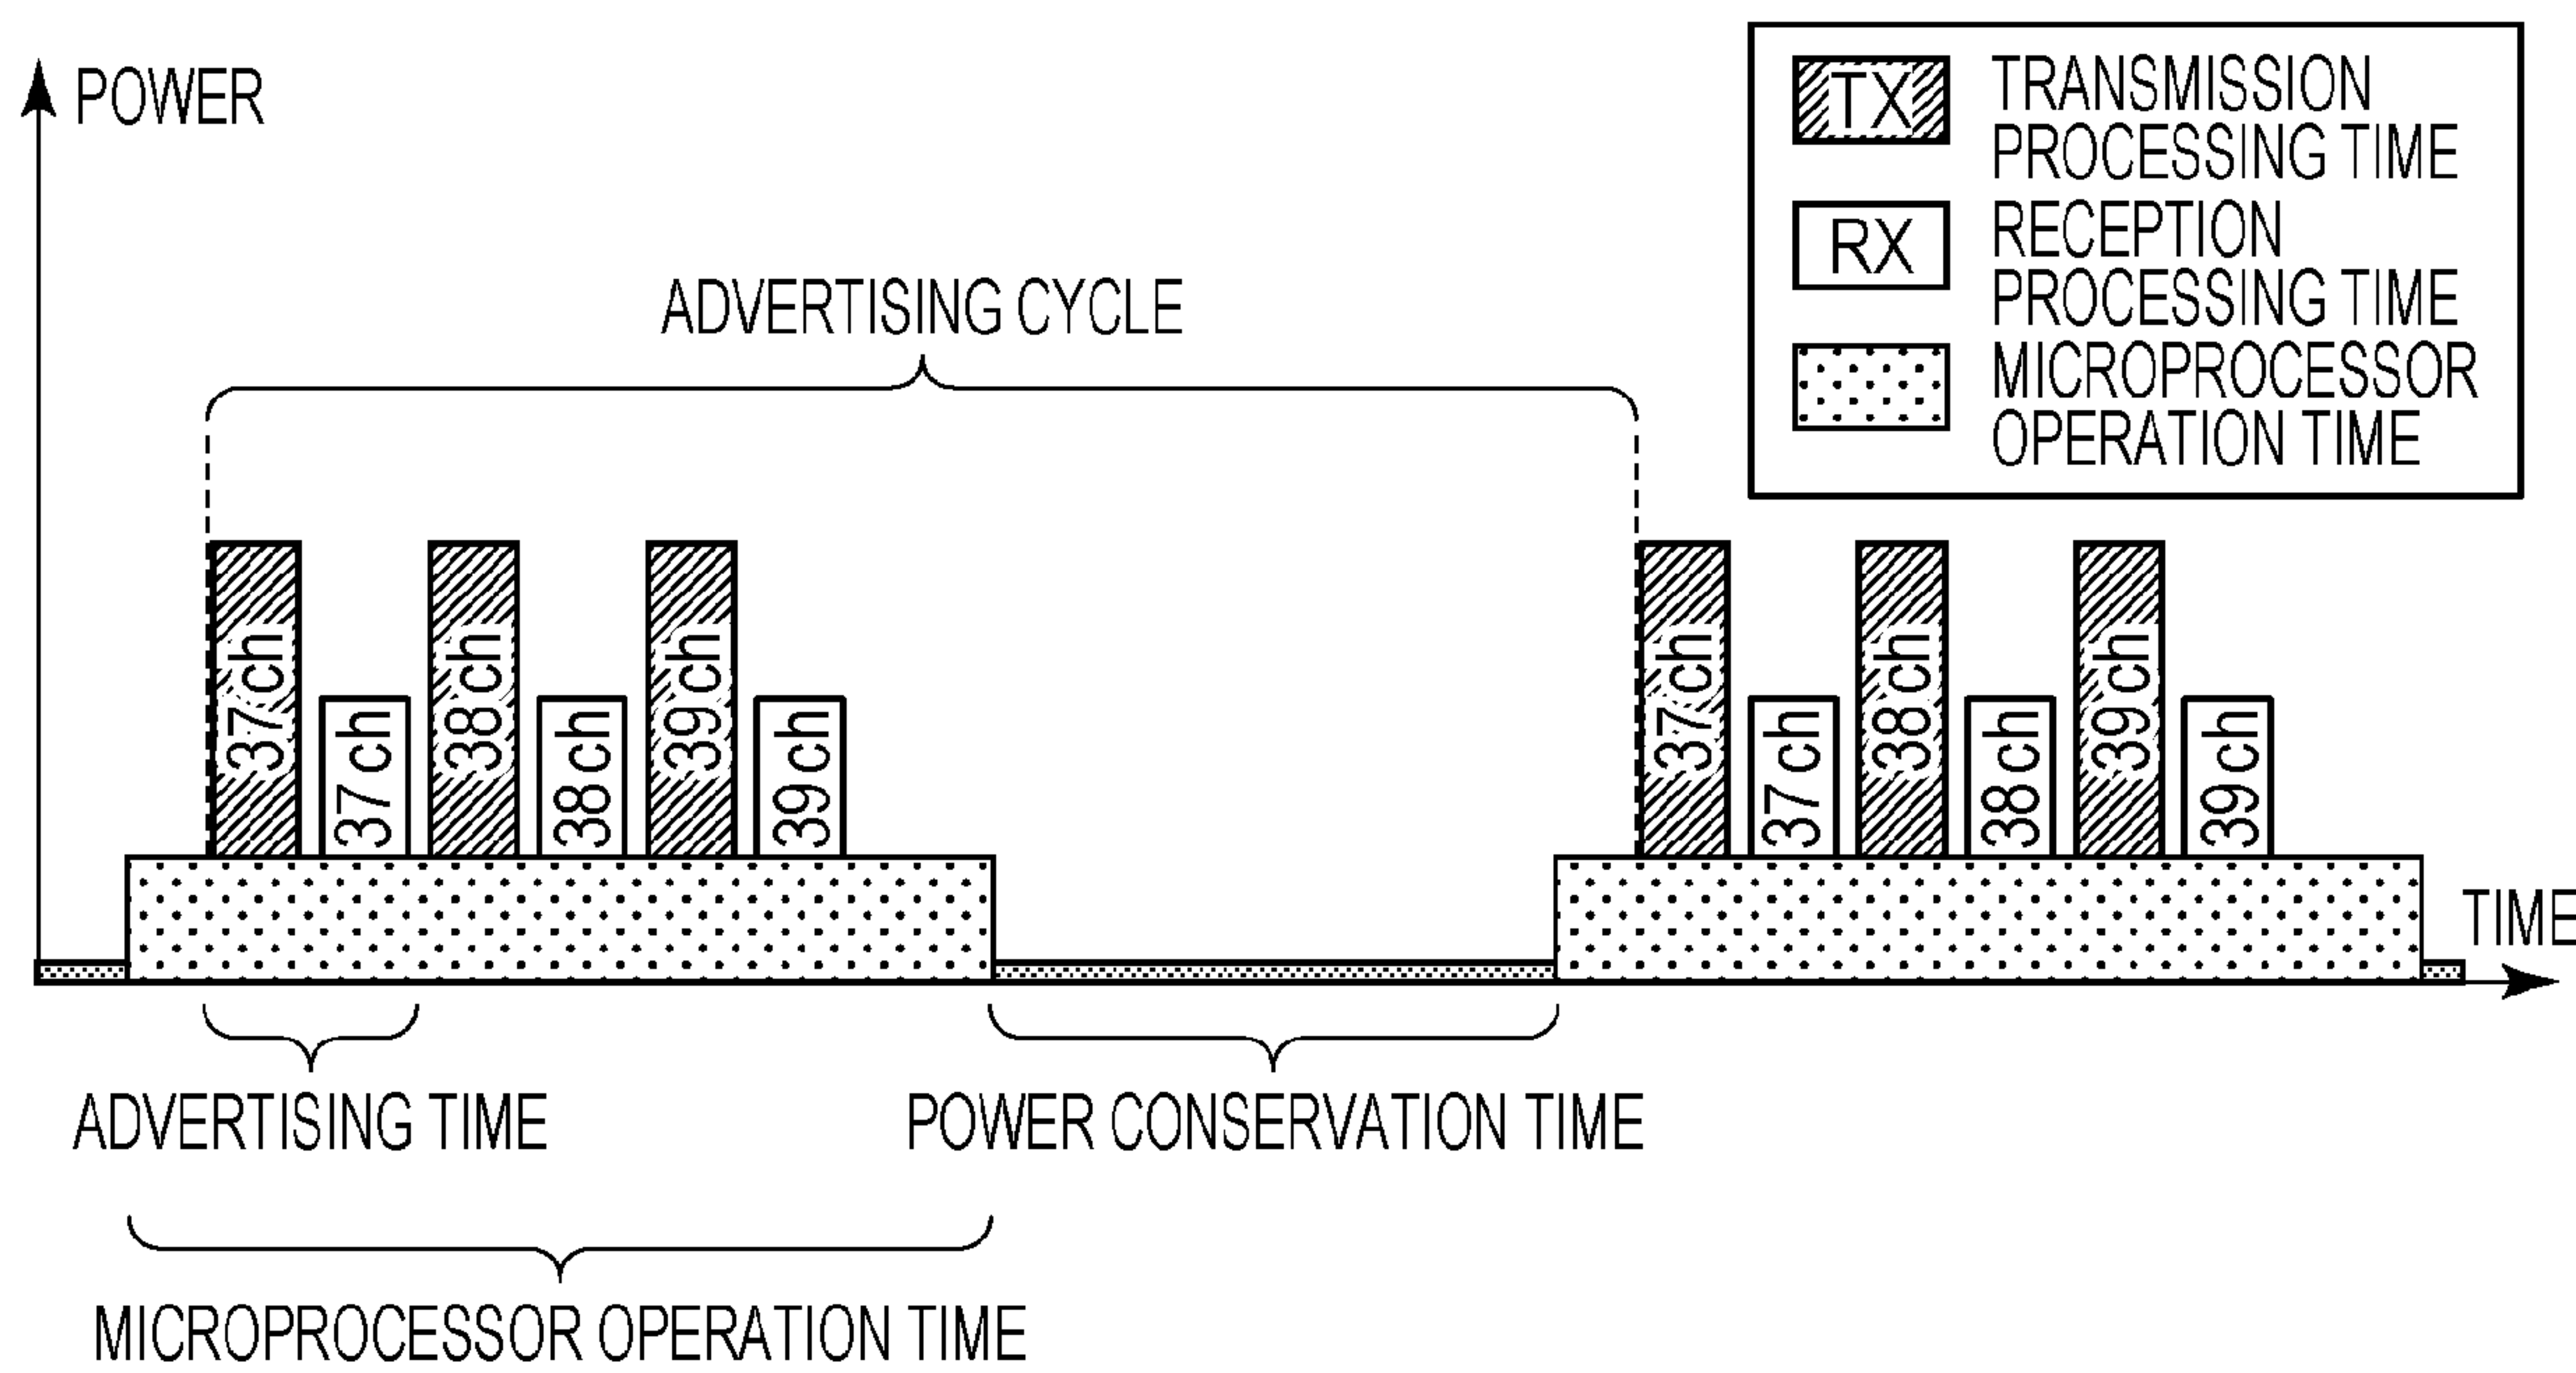 POWER
TX
TRANSMISSION
PROCESSING TIME
RX
RECEPTION
PROCESSING TIME
MICROPROCESSOR
OPERATION TIME
ADVERTISING CYCLE
37ch
37ch
38ch
38ch
39ch
39ch
37ch
37ch
38ch
38ch
39ch
39ch
TIME
ADVERTISING TIME
POWER CONSERVATION TIME
MICROPROCESSOR OPERATION TIME